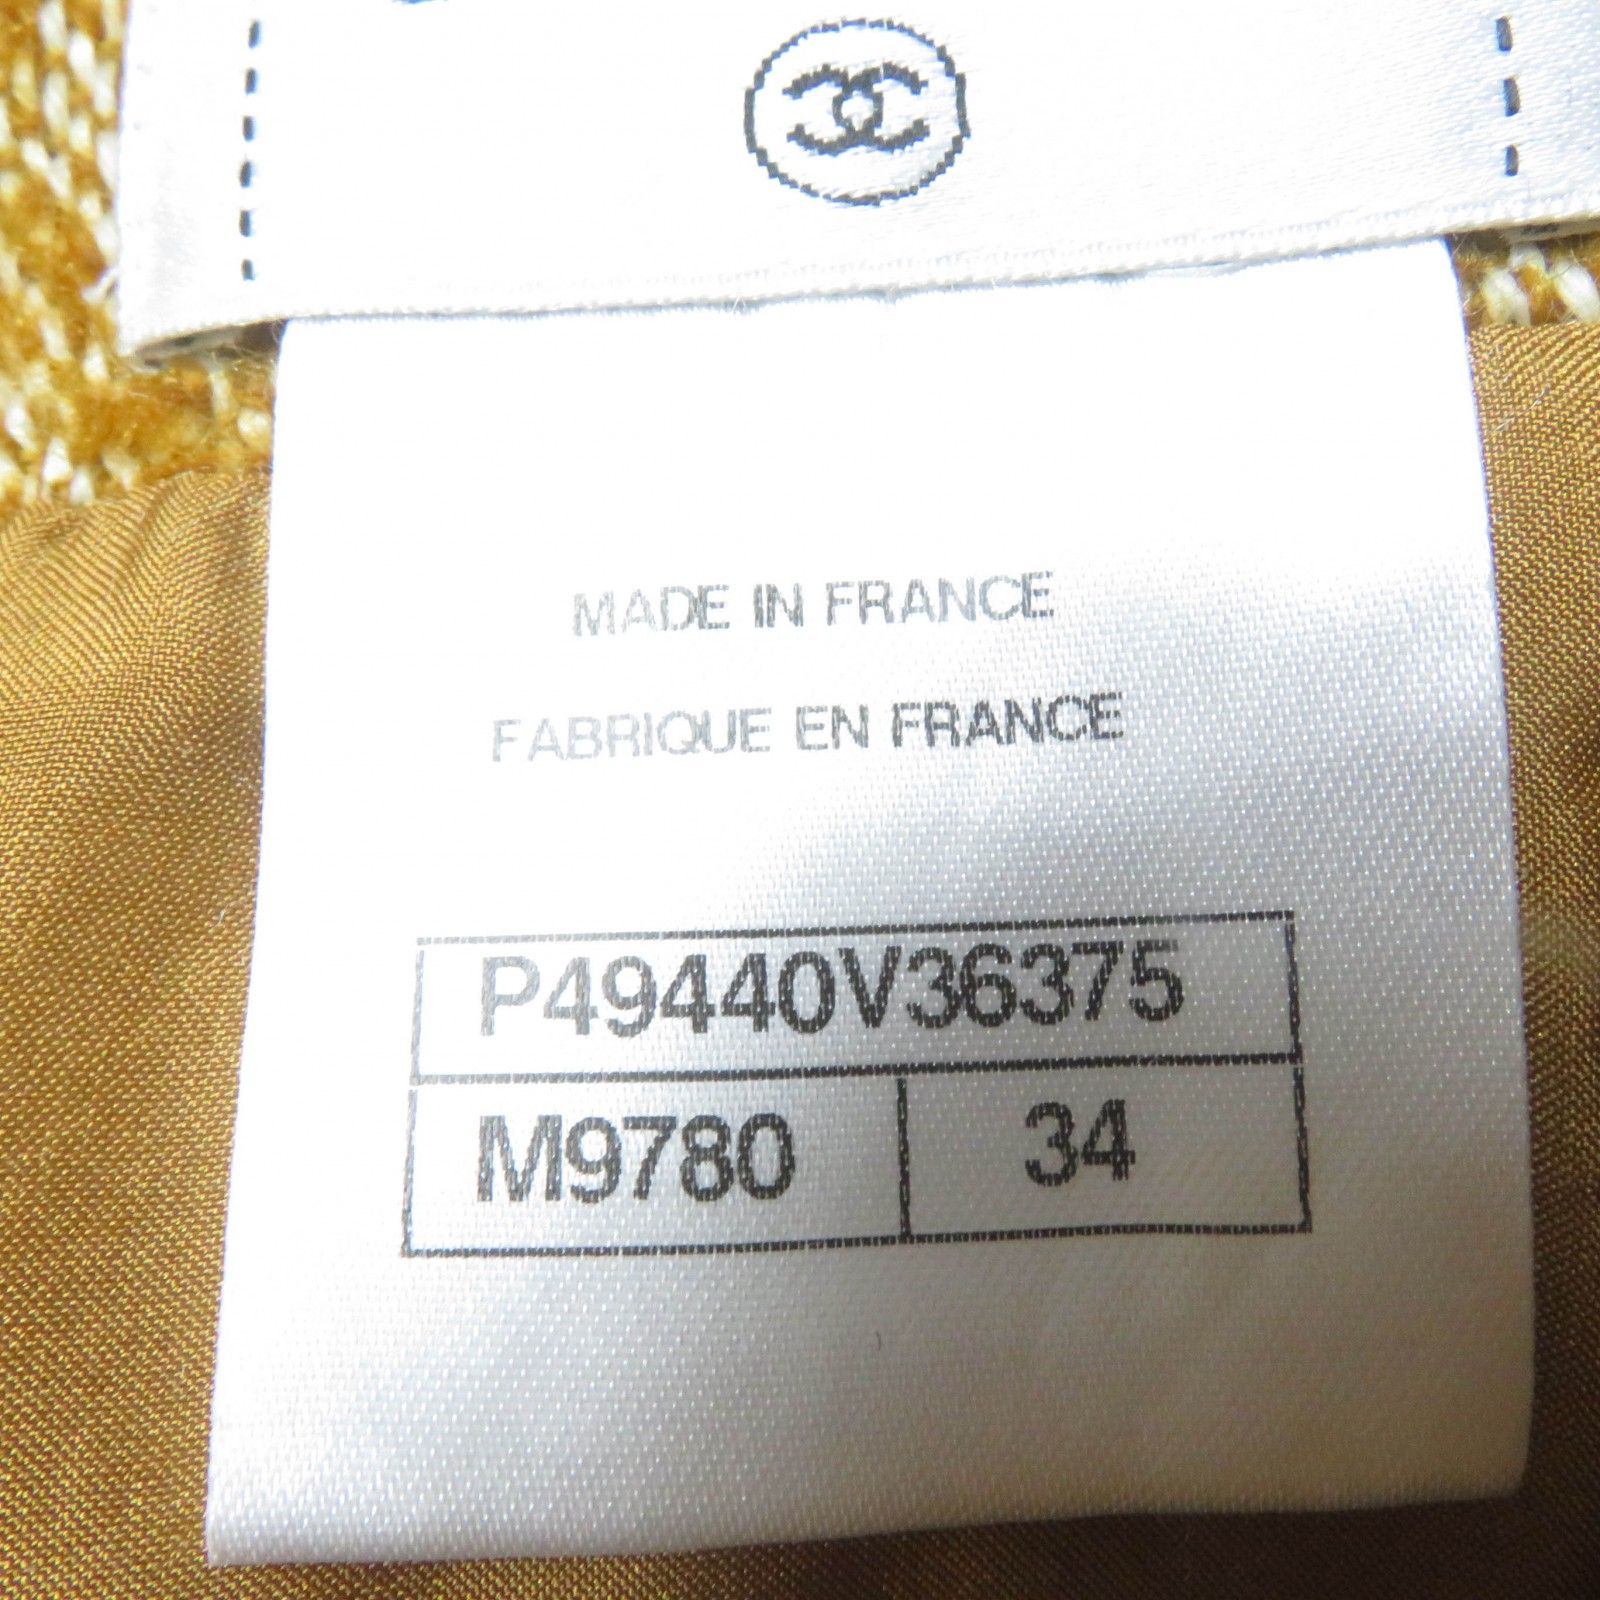 MADE IN FRANCE
FABRIQUE EN FRANCE
P49440V36375
M9780 34